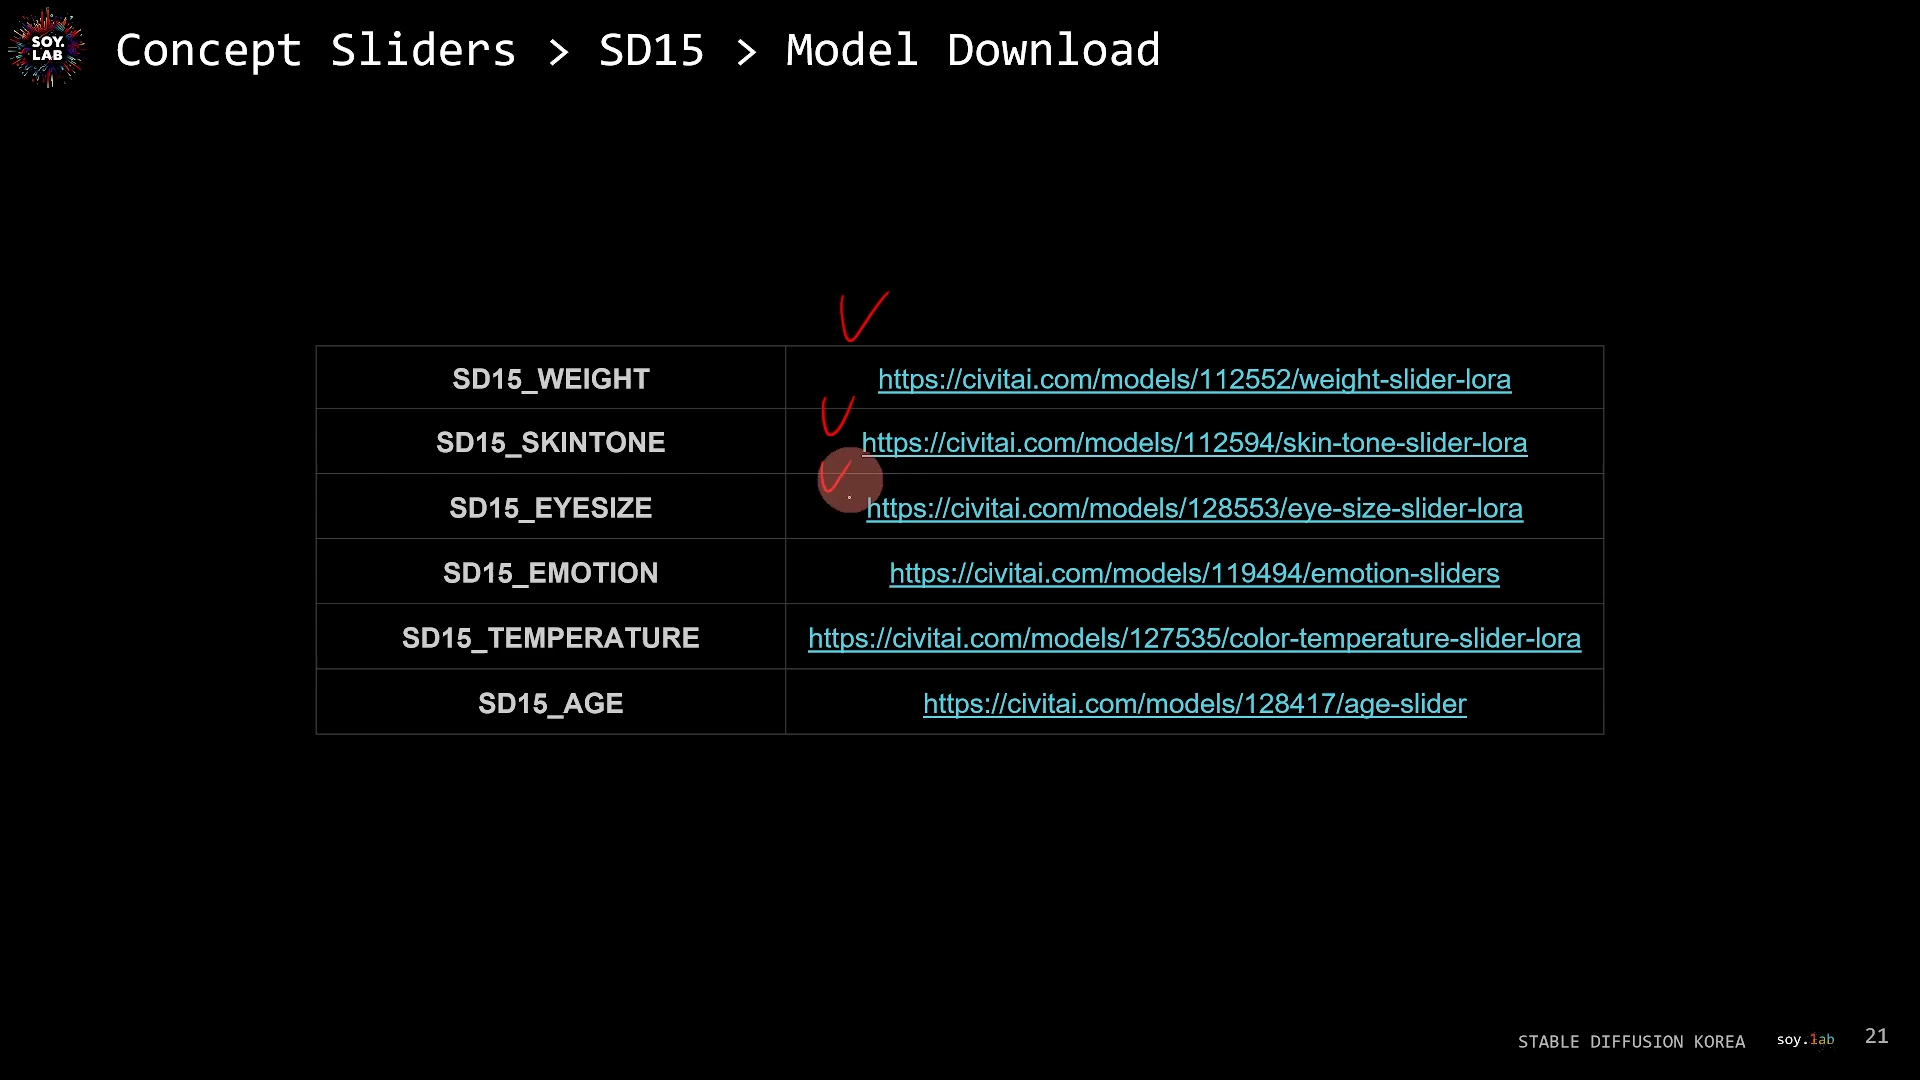 SOY.
LAB
Concept Sliders > SD15 > Model Download
SD15_WEIGHT https://civitai.com/models/112552/weight-slider-lora
SD15_SKINTONE https://civitai.com/models/112594/skin-tone-slider-lora
SD15_EYESIZE https://civitai.com/models/128553/eye-size-slider-lora
SD15_EMOTION https://civitai.com/models/119494/emotion-sliders
SD15_TEMPERATURE https://civitai.com/models/127535/color-temperature-slider-lora
SD15_AGE https://civitai.com/models/128417/age-slider
STABLE DIFFUSION KOREA soy.lab 21